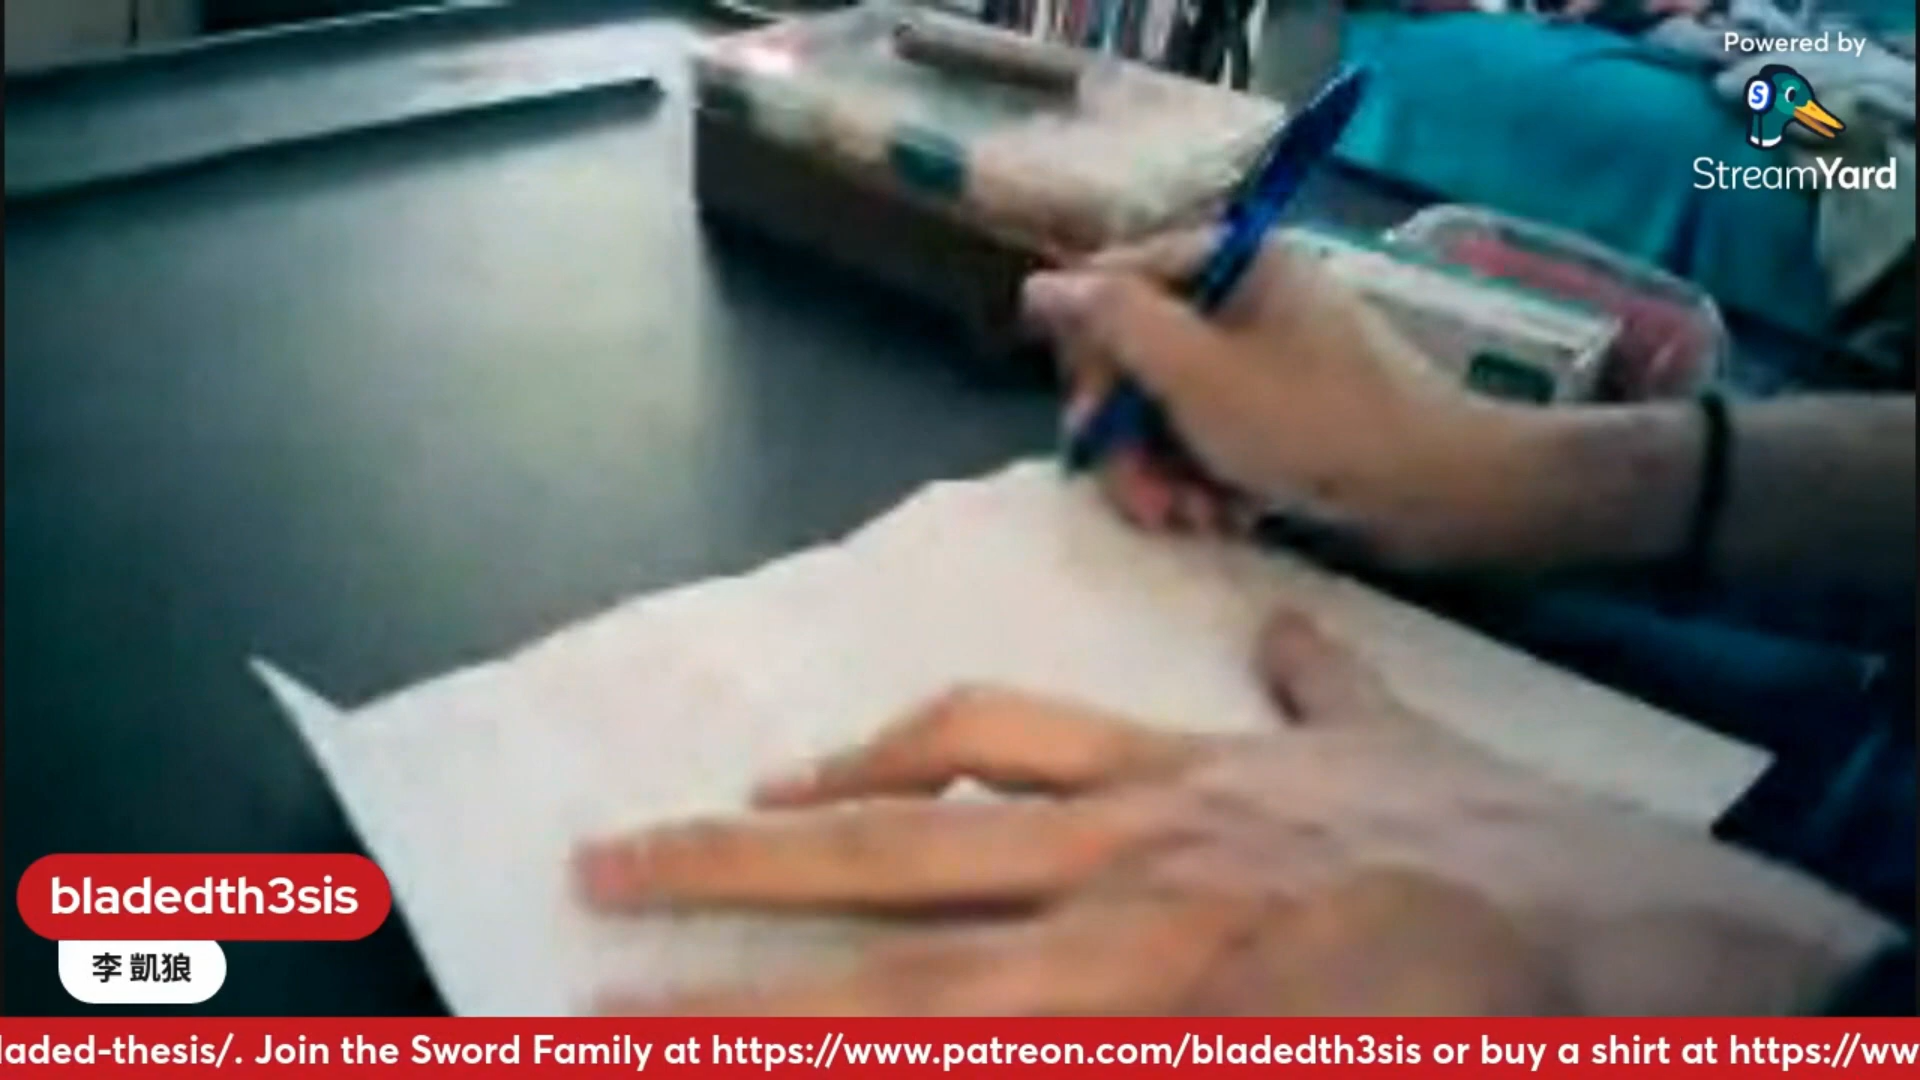 Powered by
S
StreamYard
bladedth3sis
李 凱狼
laded-thesis/. Join the Sword Family at https://www.patreon.com/bladedth3sis or buy a shirt at https://ww